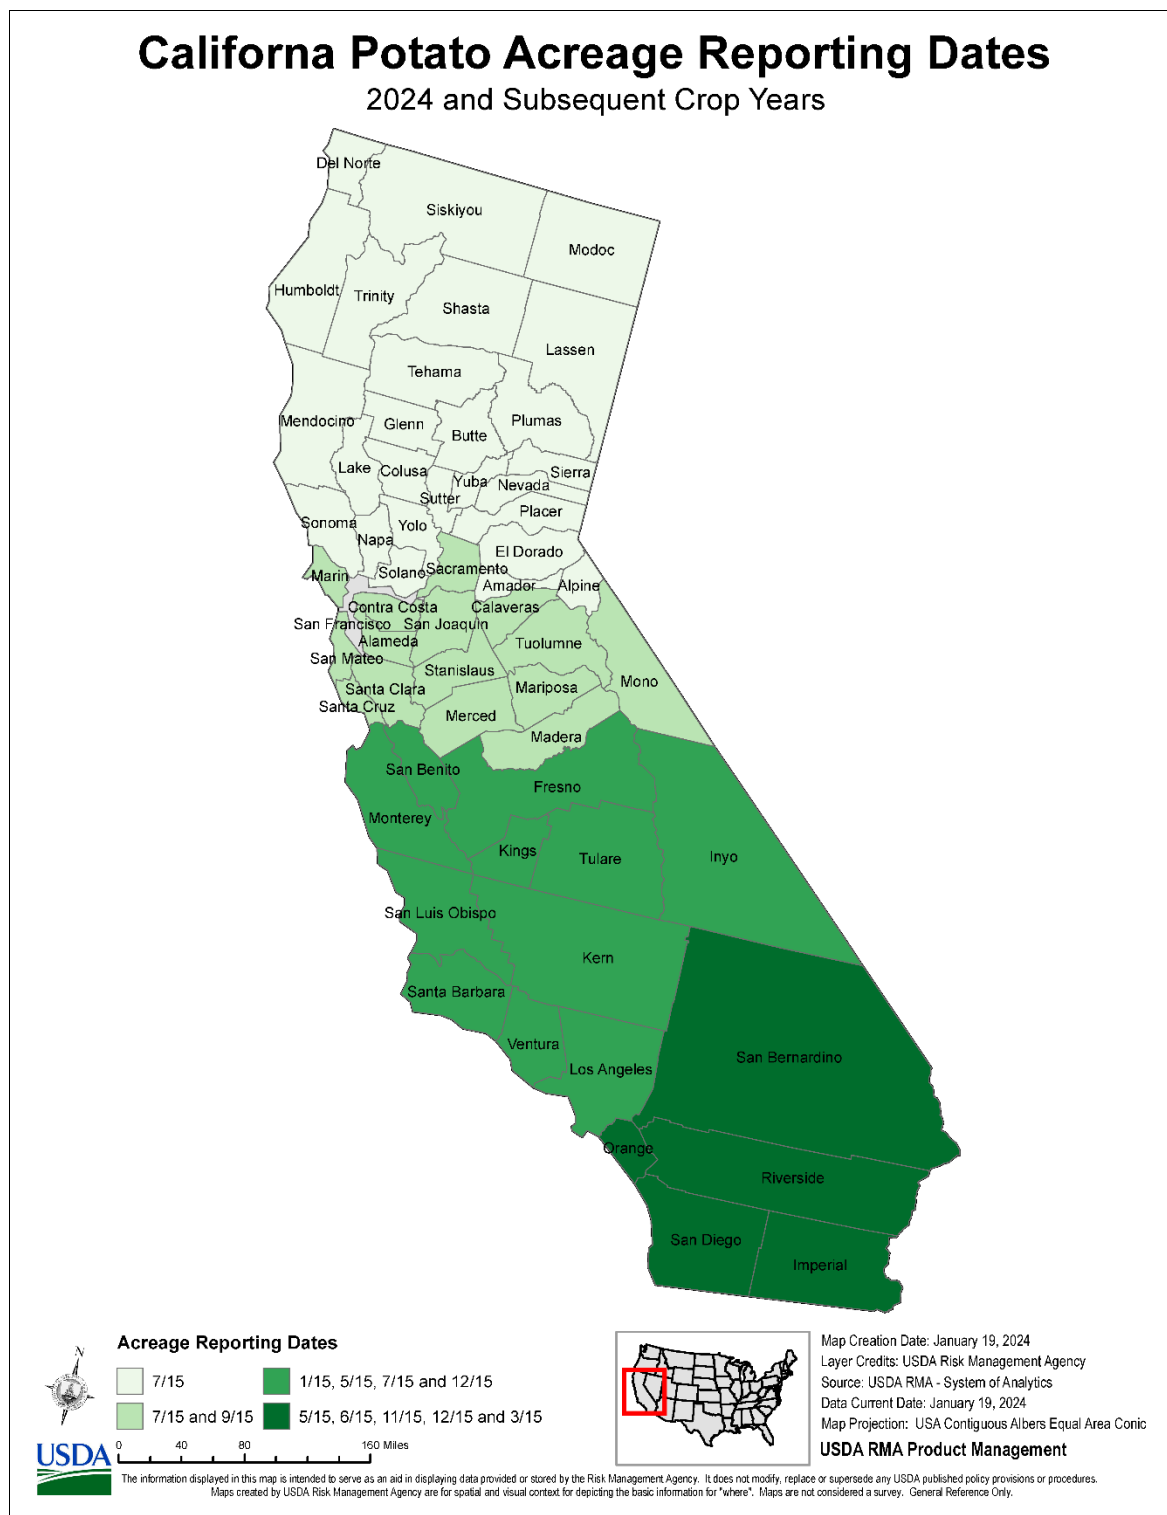 Californa Potato Acreage Reporting Dates
2024 and Subsequent Crop Years
Del Norte
Siskiyou
Modoc
Humboldt
Trinity
Shasta
Lassen
Tehama
Plumas
Mendocino
Glenn
Butte
Lake
Colusa
Sierra
Yuba
Nevada
Sutter
Placer
Sonoma
Yolo
Napa
El Dorado
Marin
Solano
Sacramento
Amador
Alpine
Contra Costa
Calaveras
San Francisco
San Joaquin
Alameda
Tuolumne
San Mateo
Stanislaus
Mono
Santa Clara
Mariposa
Santa Cruz
Merced
Madera
San Benito
Fresno
Monterey
Kings
Tulare
Inyo
San Luis Obispo
Kern
Santa Barbara
Ventura
San Bernardino
Los Angeles
Orange
Riverside
San Diego
Imperial
N
Acreage Reporting Dates
7/15
1/15, 5/15, 7/15 and 12/15
7/15 and 9/15
5/15, 6/15, 11/15, 12/15 and 3/15
0 40 80 160 Miles
USDA
Map Creation Date: January 19, 2024
Layer Credits: USDA Risk Management Agency
Source: USDA RMA - System of Analytics
Data Current Date: January 19, 2024
Map Projection: USA Contiguous Albers Equal Area Conic
USDA RMA Product Management
The information displayed in this map is intended to serve as an aid in displaying data provided or stored by the Risk Management Agency. It does not modify, replace or supersede any USDA published policy provisions or procedures.
Maps created by USDA Risk Management Agency are for spatial and visual context for depicting the basic information for "where". Maps are not considered a survey. General Reference Only.